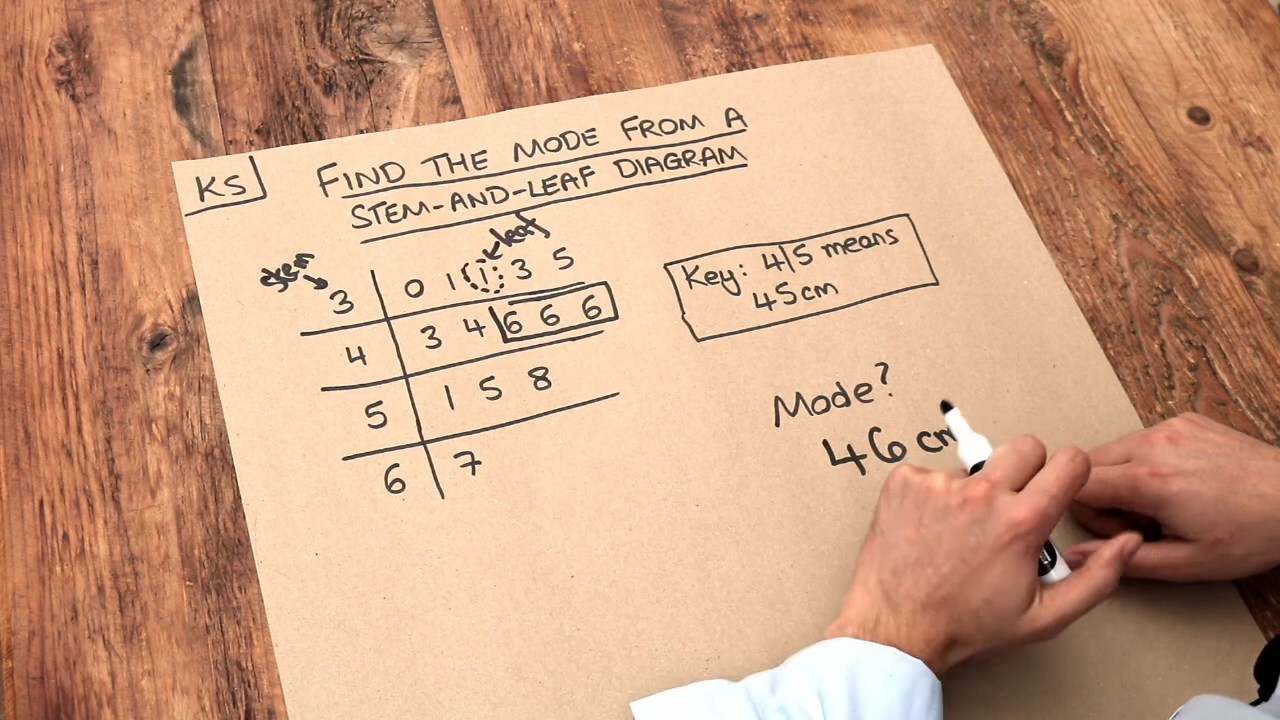 KS
FIND THE MODE FROM A
STEM-AND-LEAF DIAGRAM
stem
leaf
3 | 0 1 1 3 5
4 | 3 4 6 6 6
5 | 1 5 8
6 | 7
Key: 4|5 means
45cm
Mode?
46 cm